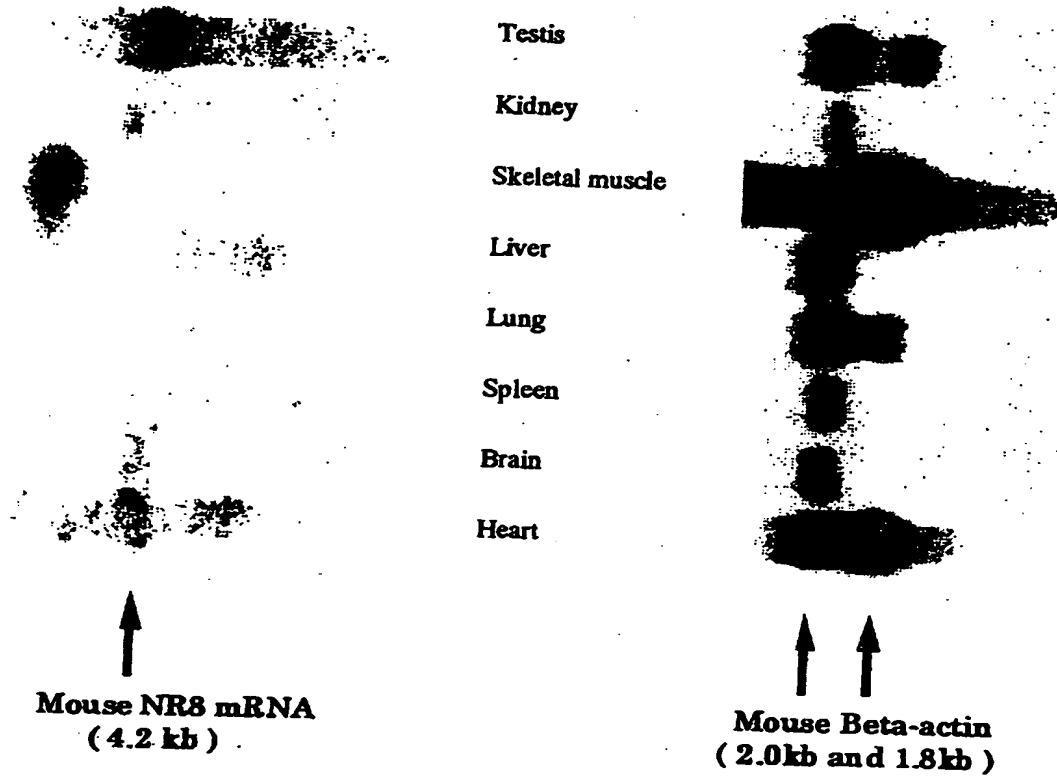 Testis
Kidney
Skeletal muscle
Liver
Lung
Spleen
Brain
Heart
Mouse NR8 mRNA
( 4.2 kb )
Mouse Beta-actin
( 2.0kb and 1.8kb )